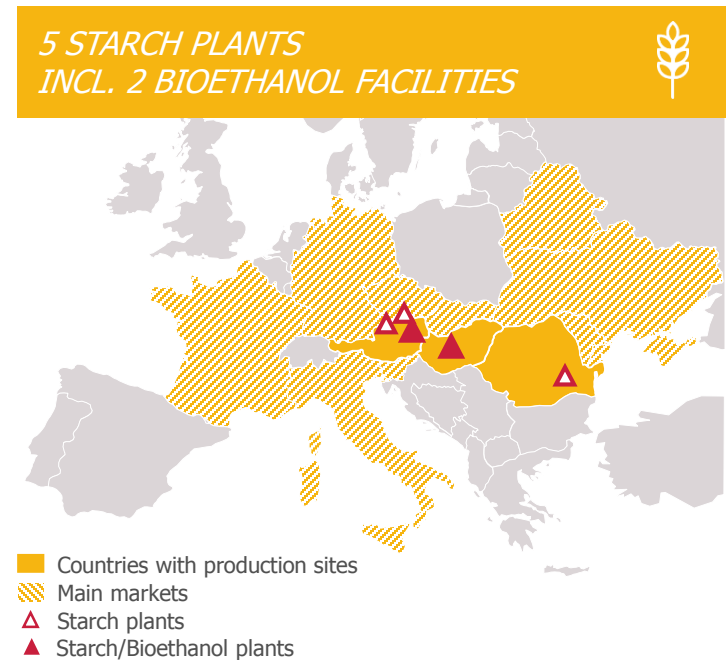 5 STARCH PLANTS
INCL. 2 BIOETHANOL FACILITIES
Countries with production sites
Main markets
Starch plants
Starch/Bioethanol plants